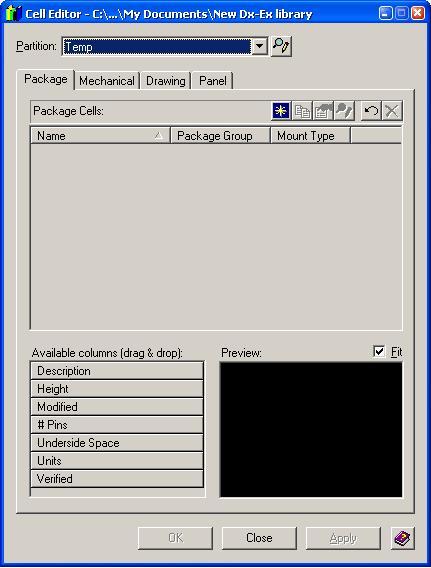 Cell Editor - C:\...\My Documents\New Dx-Ex library
Partition: Temp
Package Mechanical Drawing Panel
Package Cells:
Name Package Group Mount Type
Available columns (drag & drop): Preview: Fit
Description
Height
Modified
# Pins
Underside Space
Units
Verified
OK Close Apply